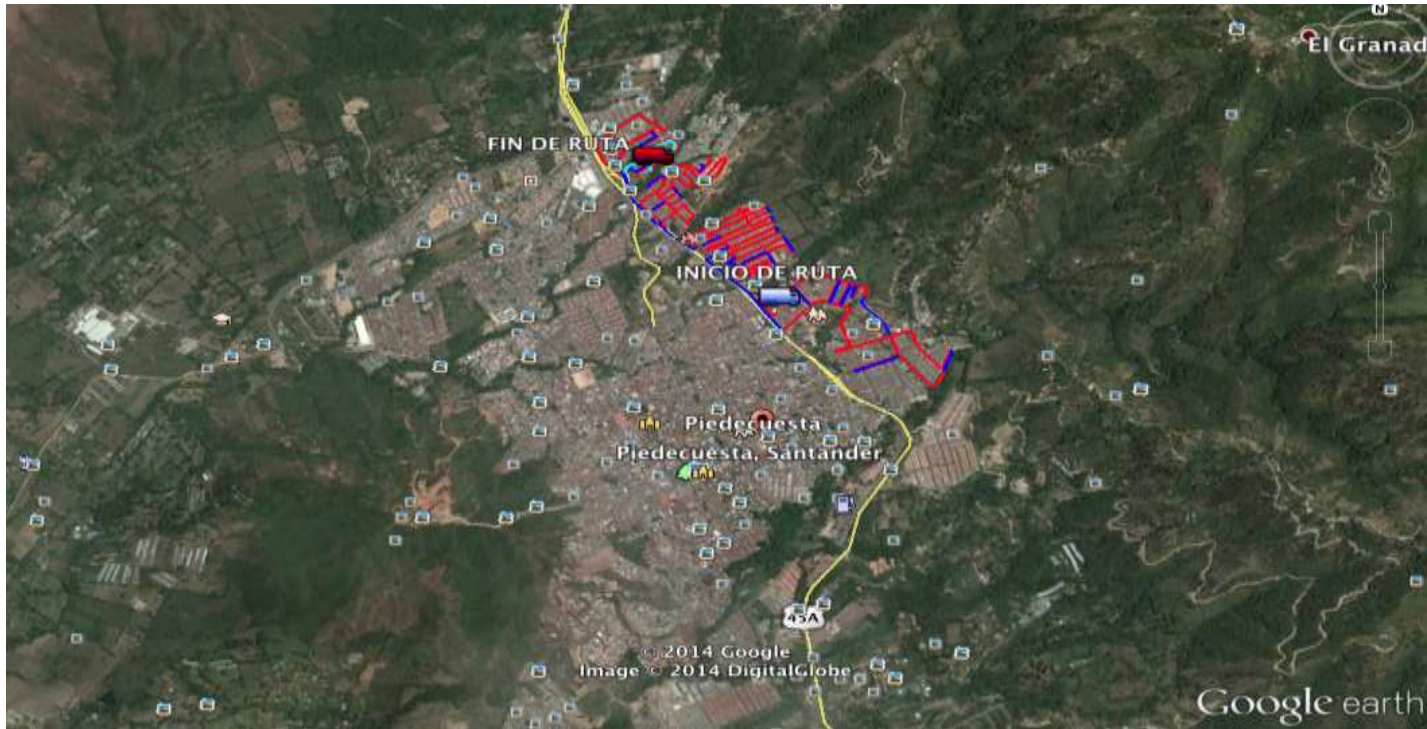 N
El Granad
FIN DE RUTA
INICIO DE RUTA
Piedecuesta
Piedecuesta, Santander
45A
© 2014 Google
Image © 2014 DigitalGlobe
Google earth